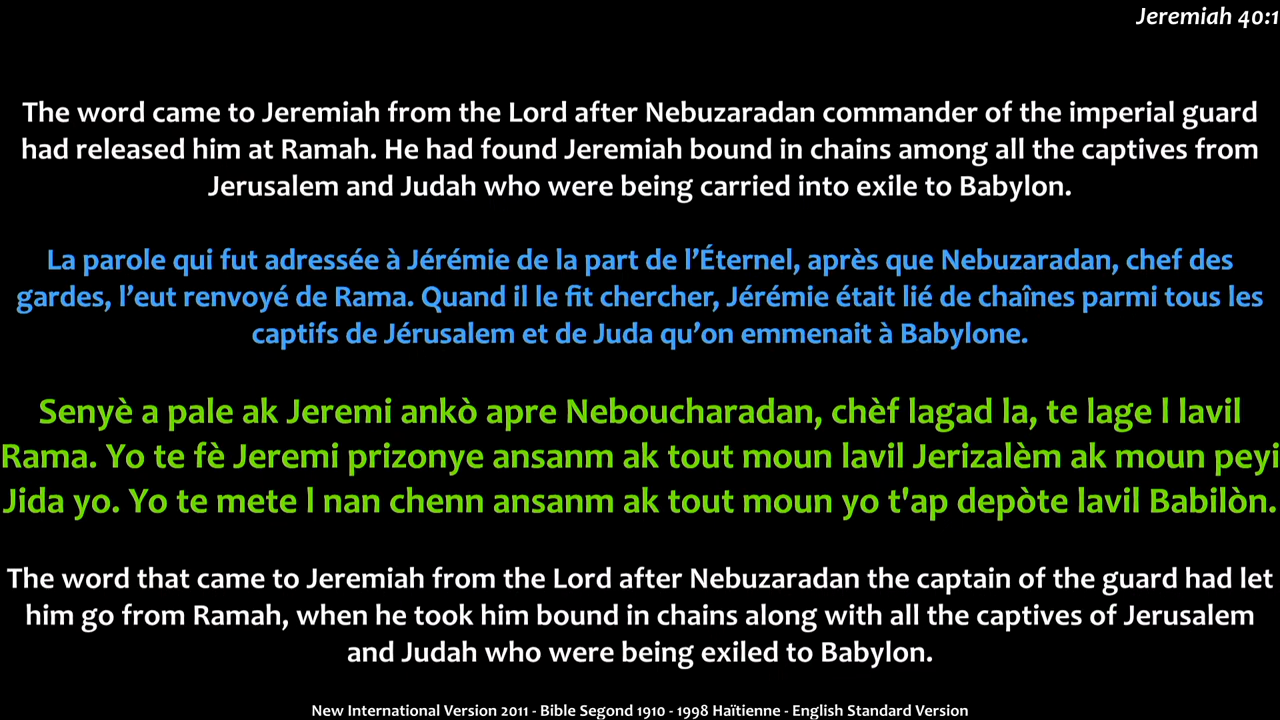 Jeremiah 40:1
The word came to Jeremiah from the Lord after Nebuzaradan commander of the imperial guard
had released him at Ramah. He had found Jeremiah bound in chains among all the captives from
Jerusalem and Judah who were being carried into exile to Babylon.
La parole qui fut adressée à Jérémie de la part de l’Éternel, après que Nebuzaradan, chef des
gardes, l’eut renvoyé de Rama. Quand il le fit chercher, Jérémie était lié de chaînes parmi tous les
captifs de Jérusalem et de Juda qu’on emmenait à Babylone.
Senyè a pale ak Jeremi ankò apre Neboucharadan, chèf lagad la, te lage l lavil
Rama. Yo te fè Jeremi prizonye ansanm ak tout moun lavil Jerizalèm ak moun peyi
Jida yo. Yo te mete l nan chenn ansanm ak tout moun yo t'ap depòte lavil Babilòn.
The word that came to Jeremiah from the Lord after Nebuzaradan the captain of the guard had let
him go from Ramah, when he took him bound in chains along with all the captives of Jerusalem
and Judah who were being exiled to Babylon.
New International Version 2011 - Bible Segond 1910 - 1998 Haïtienne - English Standard Version